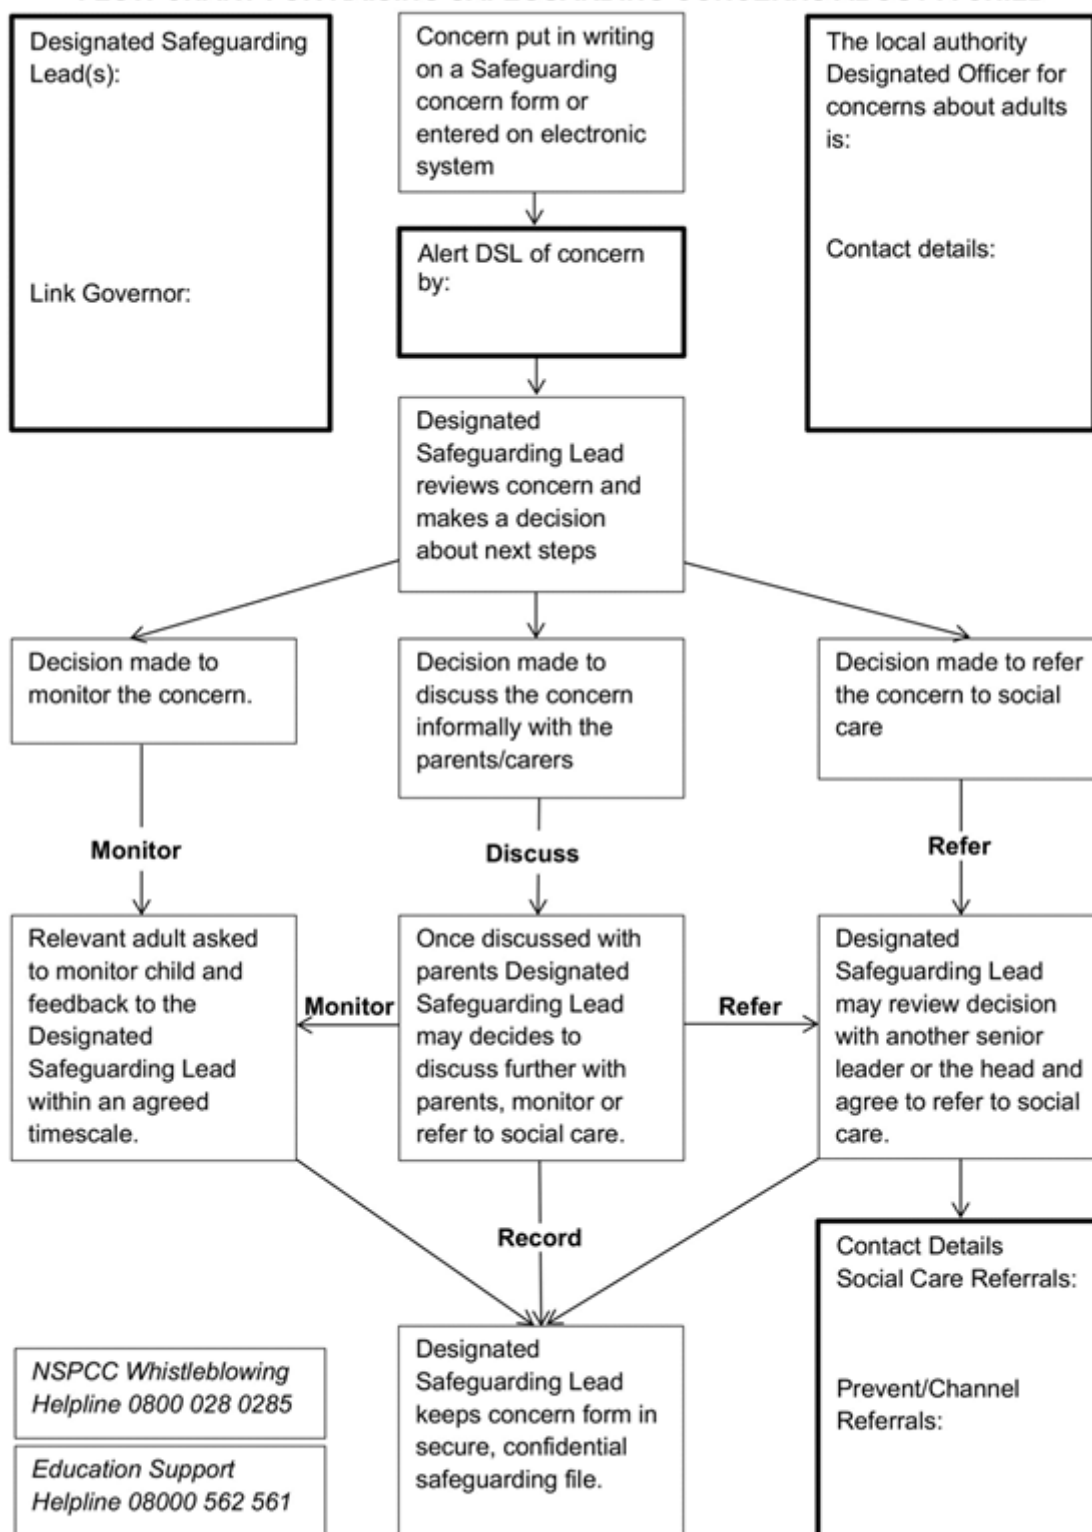 Designated Safeguarding
Lead(s):
Link Governor:
Concern put in writing
on a Safeguarding
concern form or
entered on electronic
system
The local authority
Designated Officer for
concerns about adults
is:
Contact details:
Alert DSL of concern
by:
Designated
Safeguarding Lead
reviews concern and
makes a decision
about next steps
Decision made to
monitor the concern.
Decision made to
discuss the concern
informally with the
parents/carers
Decision made to refer
the concern to social
care
Monitor
Discuss
Refer
Relevant adult asked
to monitor child and
feedback to the
Designated
Safeguarding Lead
within an agreed
timescale.
Monitor
Once discussed with
parents Designated
Safeguarding Lead
may decides to
discuss further with
parents, monitor or
refer to social care.
Refer
Designated
Safeguarding Lead
may review decision
with another senior
leader or the head and
agree to refer to social
care.
Record
Contact Details
Social Care Referrals:
Prevent/Channel
Referrals:
NSPCC Whistleblowing
Helpline 0800 028 0285
Education Support
Helpline 08000 562 561
Designated
Safeguarding Lead
keeps concern form in
secure, confidential
safeguarding file.